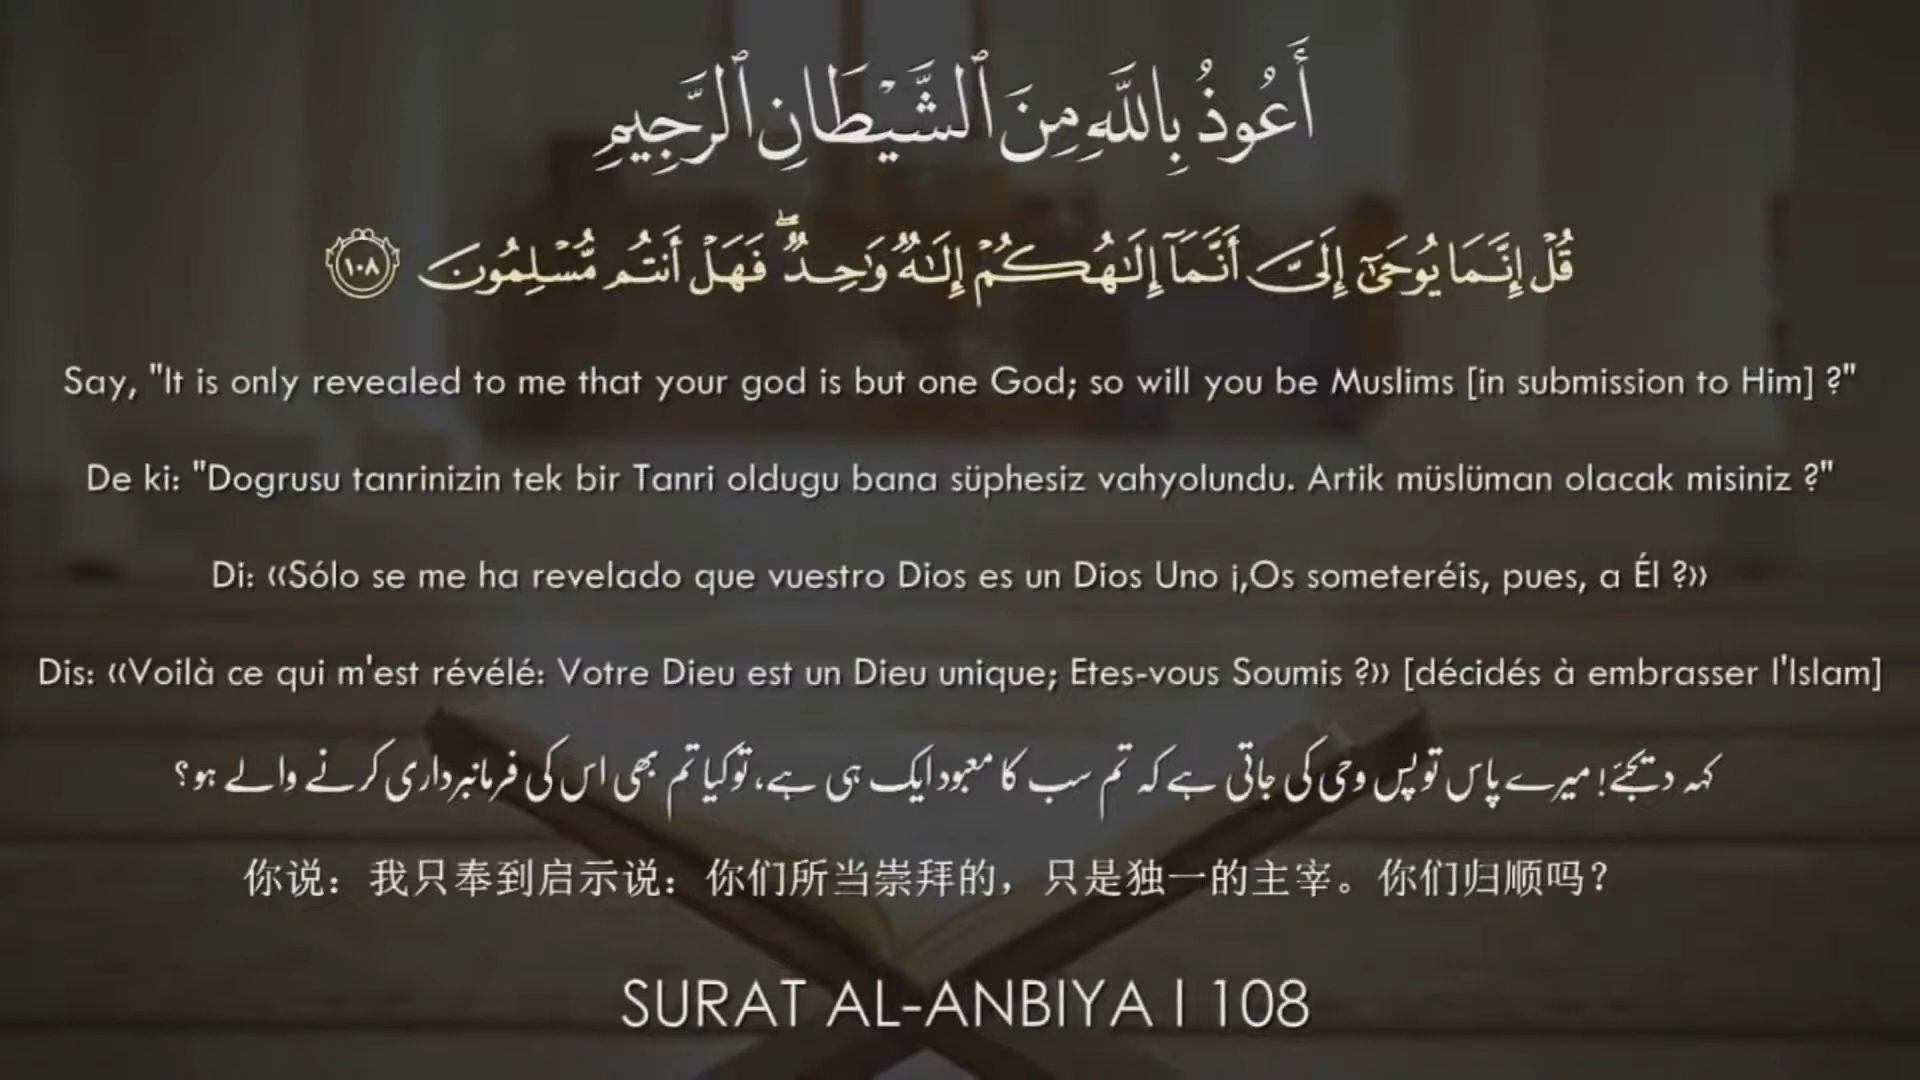 أَعُوذُ بِاللَّهِ مِنَ ٱلشَّيْطَانِ ٱلرَّجِيمِ
قُلْ إِنَّمَا يُوحَىٰٓ إِلَىَّ أَنَّمَآ إِلَـٰهُكُمْ إِلَـٰهٌ وَٰحِدٌ ۖ فَهَلْ أَنتُم مُّسْلِمُونَ ١٠٨
Say, "It is only revealed to me that your god is but one God; so will you be Muslims [in submission to Him] ?"
De ki: "Dogrusu tanrinizin tek bir Tanri oldugu bana süphesiz vahyolundu. Artik müslüman olacak misiniz ?"
Di: «Sólo se me ha revelado que vuestro Dios es un Dios Uno ¡,Os someteréis, pues, a Él ?»
Dis: «Voilà ce qui m'est révélé: Votre Dieu est un Dieu unique; Etes-vous Soumis ?» [décidés à embrasser l'Islam]
کہہ دیجئے! میرے پاس تو پس وحی کی جاتی ہے کہ تم سب کا معبود ایک ہی ہے، تو کیا تم بھی اس کی فرمانبرداری کرنے والے ہو؟
你说：我只奉到启示说：你们所当崇拜的，只是独一的主宰。你们归顺吗？
SURAT AL-ANBIYA I 108